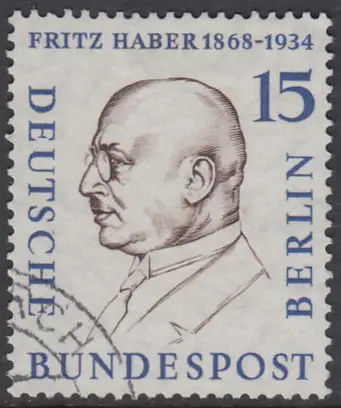 FRITZ HABER 1868-1934
15
DEUTSCHE
BUNDESPOST
BERLIN